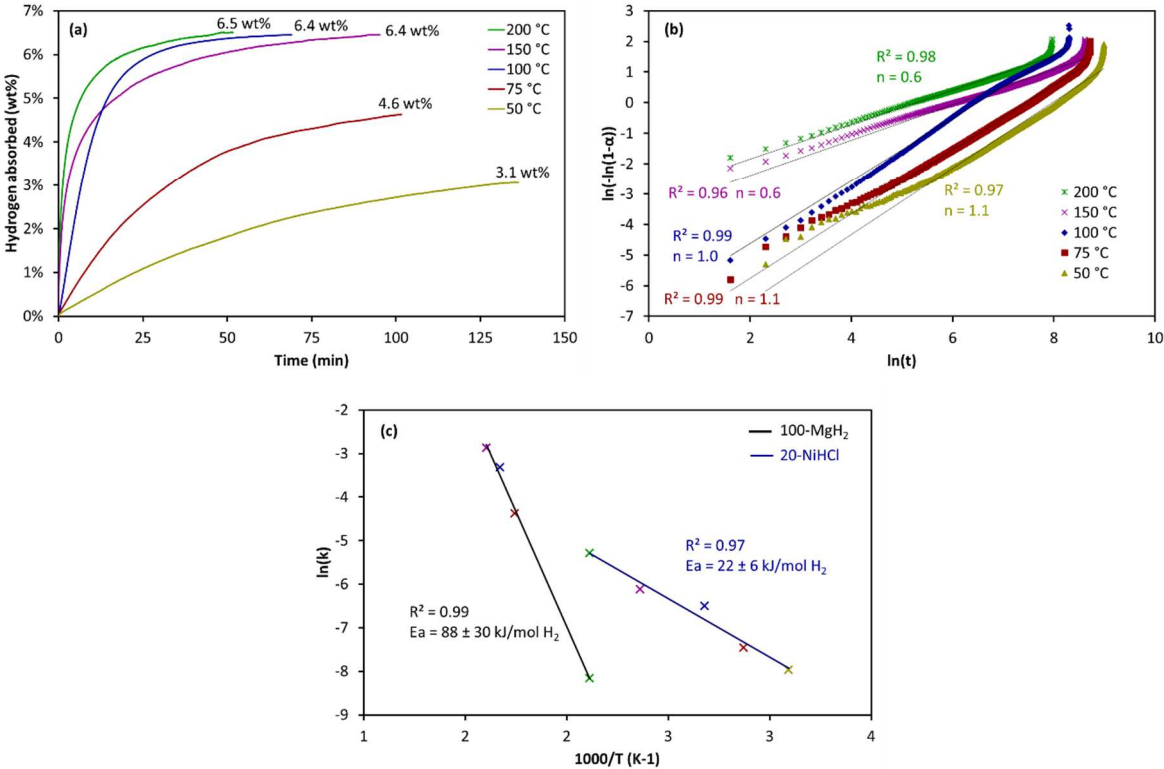 (a)
7%
6%
5%
4%
3%
2%
1%
0%
Hydrogen absorbed (wt%)
6.5 wt%
6.4 wt%
6.4 wt%
4.6 wt%
3.1 wt%
200 °C
150 °C
100 °C
75 °C
50 °C
0 25 50 75 100 125 150
Time (min)
(b)
3
2
1
0
-1
-2
-3
-4
-5
-6
-7
ln(-ln(1-α))
R² = 0.98
n = 0.6
R² = 0.96 n = 0.6
R² = 0.99
n = 1.0
R² = 0.99 n = 1.1
R² = 0.97
n = 1.1
200 °C
150 °C
100 °C
75 °C
50 °C
0 2 4 6 8 10
ln(t)
(c)
-2
-3
-4
-5
-6
-7
-8
-9
ln(k)
100-MgH₂
20-NiHCl
R² = 0.97
Ea = 22 ± 6 kJ/mol H₂
R² = 0.99
Ea = 88 ± 30 kJ/mol H₂
1 2 2 3 3 4
1000/T (K-1)